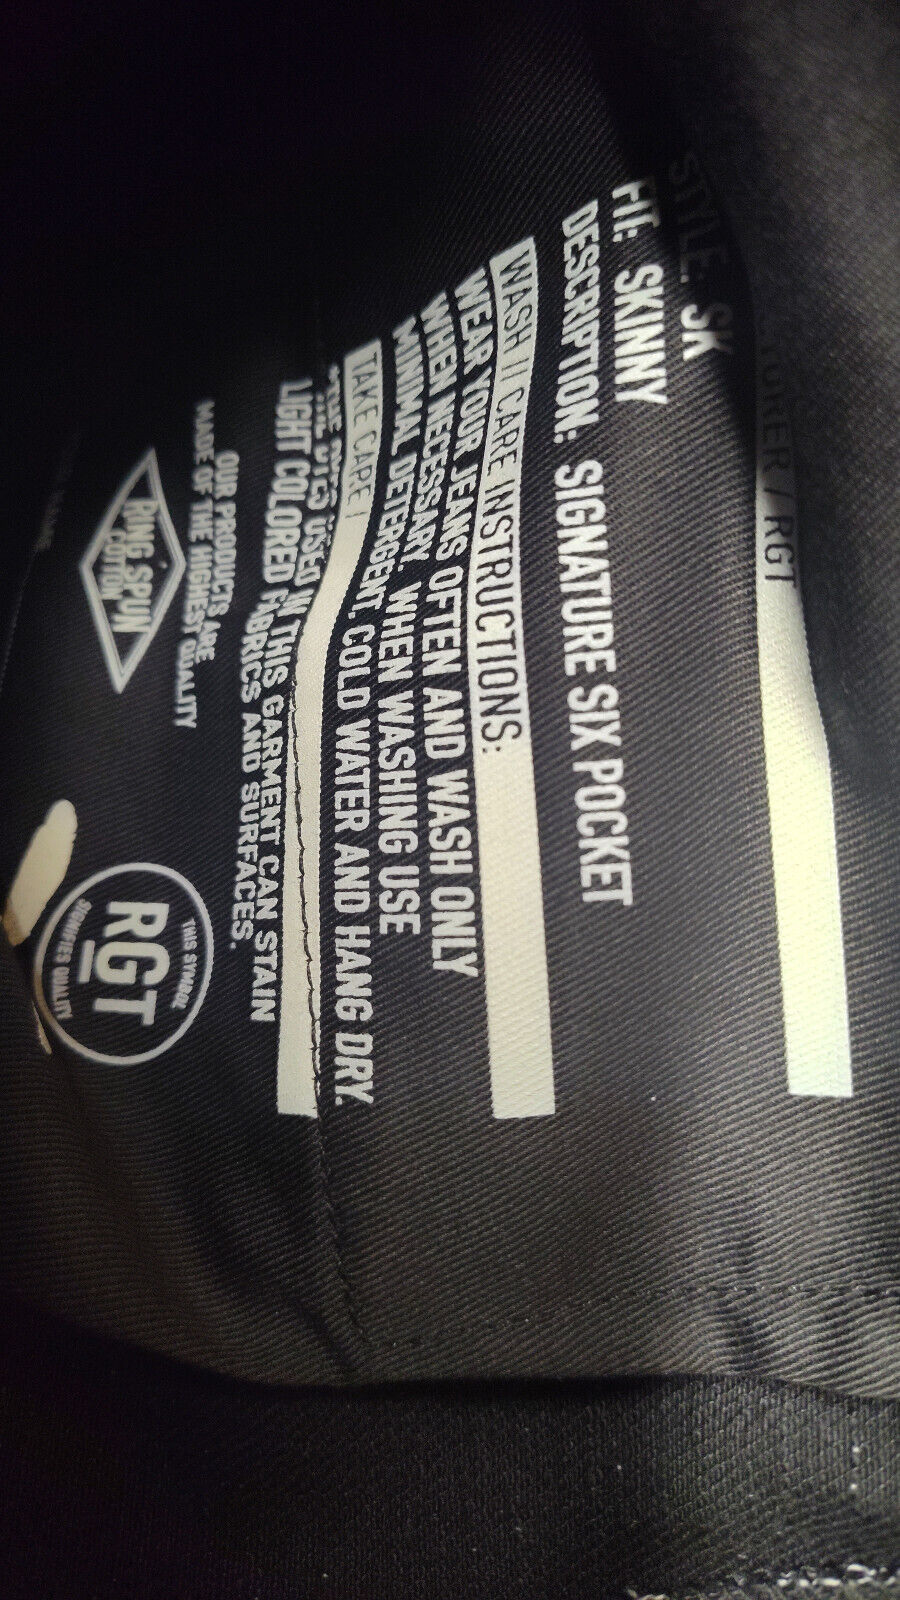 / RGT
STYLE: SK
FIT: SKINNY
DESCRIPTION: SIGNATURE SIX POCKET
WASH // CARE INSTRUCTIONS:
WEAR YOUR JEANS OFTEN AND WASH ONLY
WHEN NECESSARY. WHEN WASHING USE
MINIMAL DETERGENT, COLD WATER AND HANG DRY.
TAKE CARE!
USED IN THIS GARMENT CAN STAIN
LIGHT COLORED FABRICS AND SURFACES.
OUR PRODUCTS ARE
MADE OF THE HIGHEST QUALITY
RING SPUN
COTTON
THIS SYMBOL
RGT
SIGNIFIES QUALITY